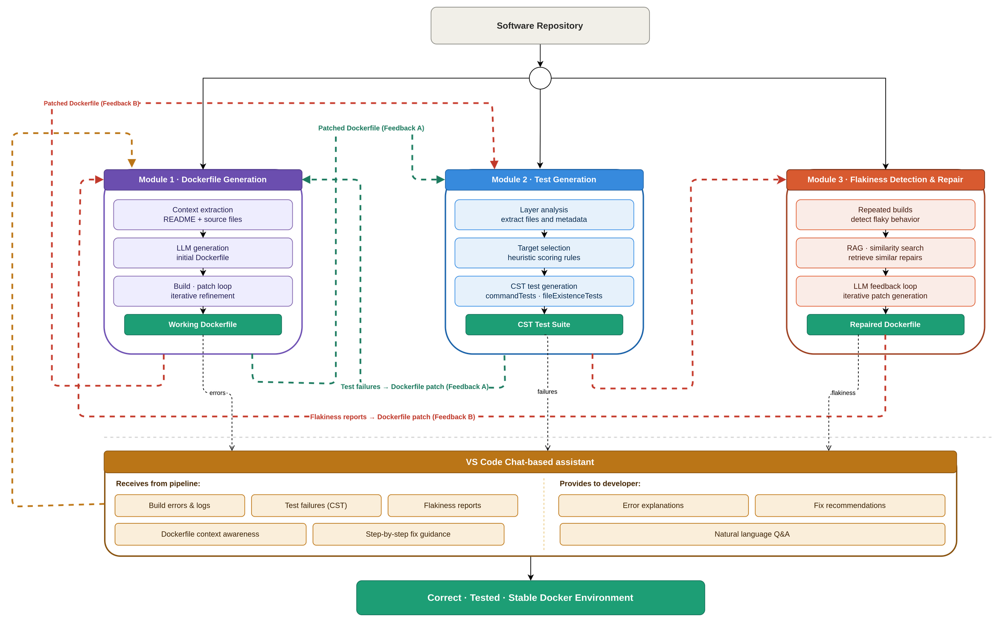 Software Repository
Patched Dockerfile (Feedback B)
Patched Dockerfile (Feedback A)
Module 1 · Dockerfile Generation
Context extraction
README + source files
LLM generation
initial Dockerfile
Build · patch loop
iterative refinement
Working Dockerfile
Module 2 · Test Generation
Layer analysis
extract files and metadata
Target selection
heuristic scoring rules
CST test generation
commandTests · fileExistenceTests
CST Test Suite
Module 3 · Flakiness Detection & Repair
Repeated builds
detect flaky behavior
RAG · similarity search
retrieve similar repairs
LLM feedback loop
iterative patch generation
Repaired Dockerfile
Test failures → Dockerfile patch (Feedback A)
errors
failures
flakiness
Flakiness reports → Dockerfile patch (Feedback B)
VS Code Chat-based assistant
Receives from pipeline:
Build errors & logs
Test failures (CST)
Flakiness reports
Dockerfile context awareness
Step-by-step fix guidance
Provides to developer:
Error explanations
Fix recommendations
Natural language Q&A
Correct · Tested · Stable Docker Environment